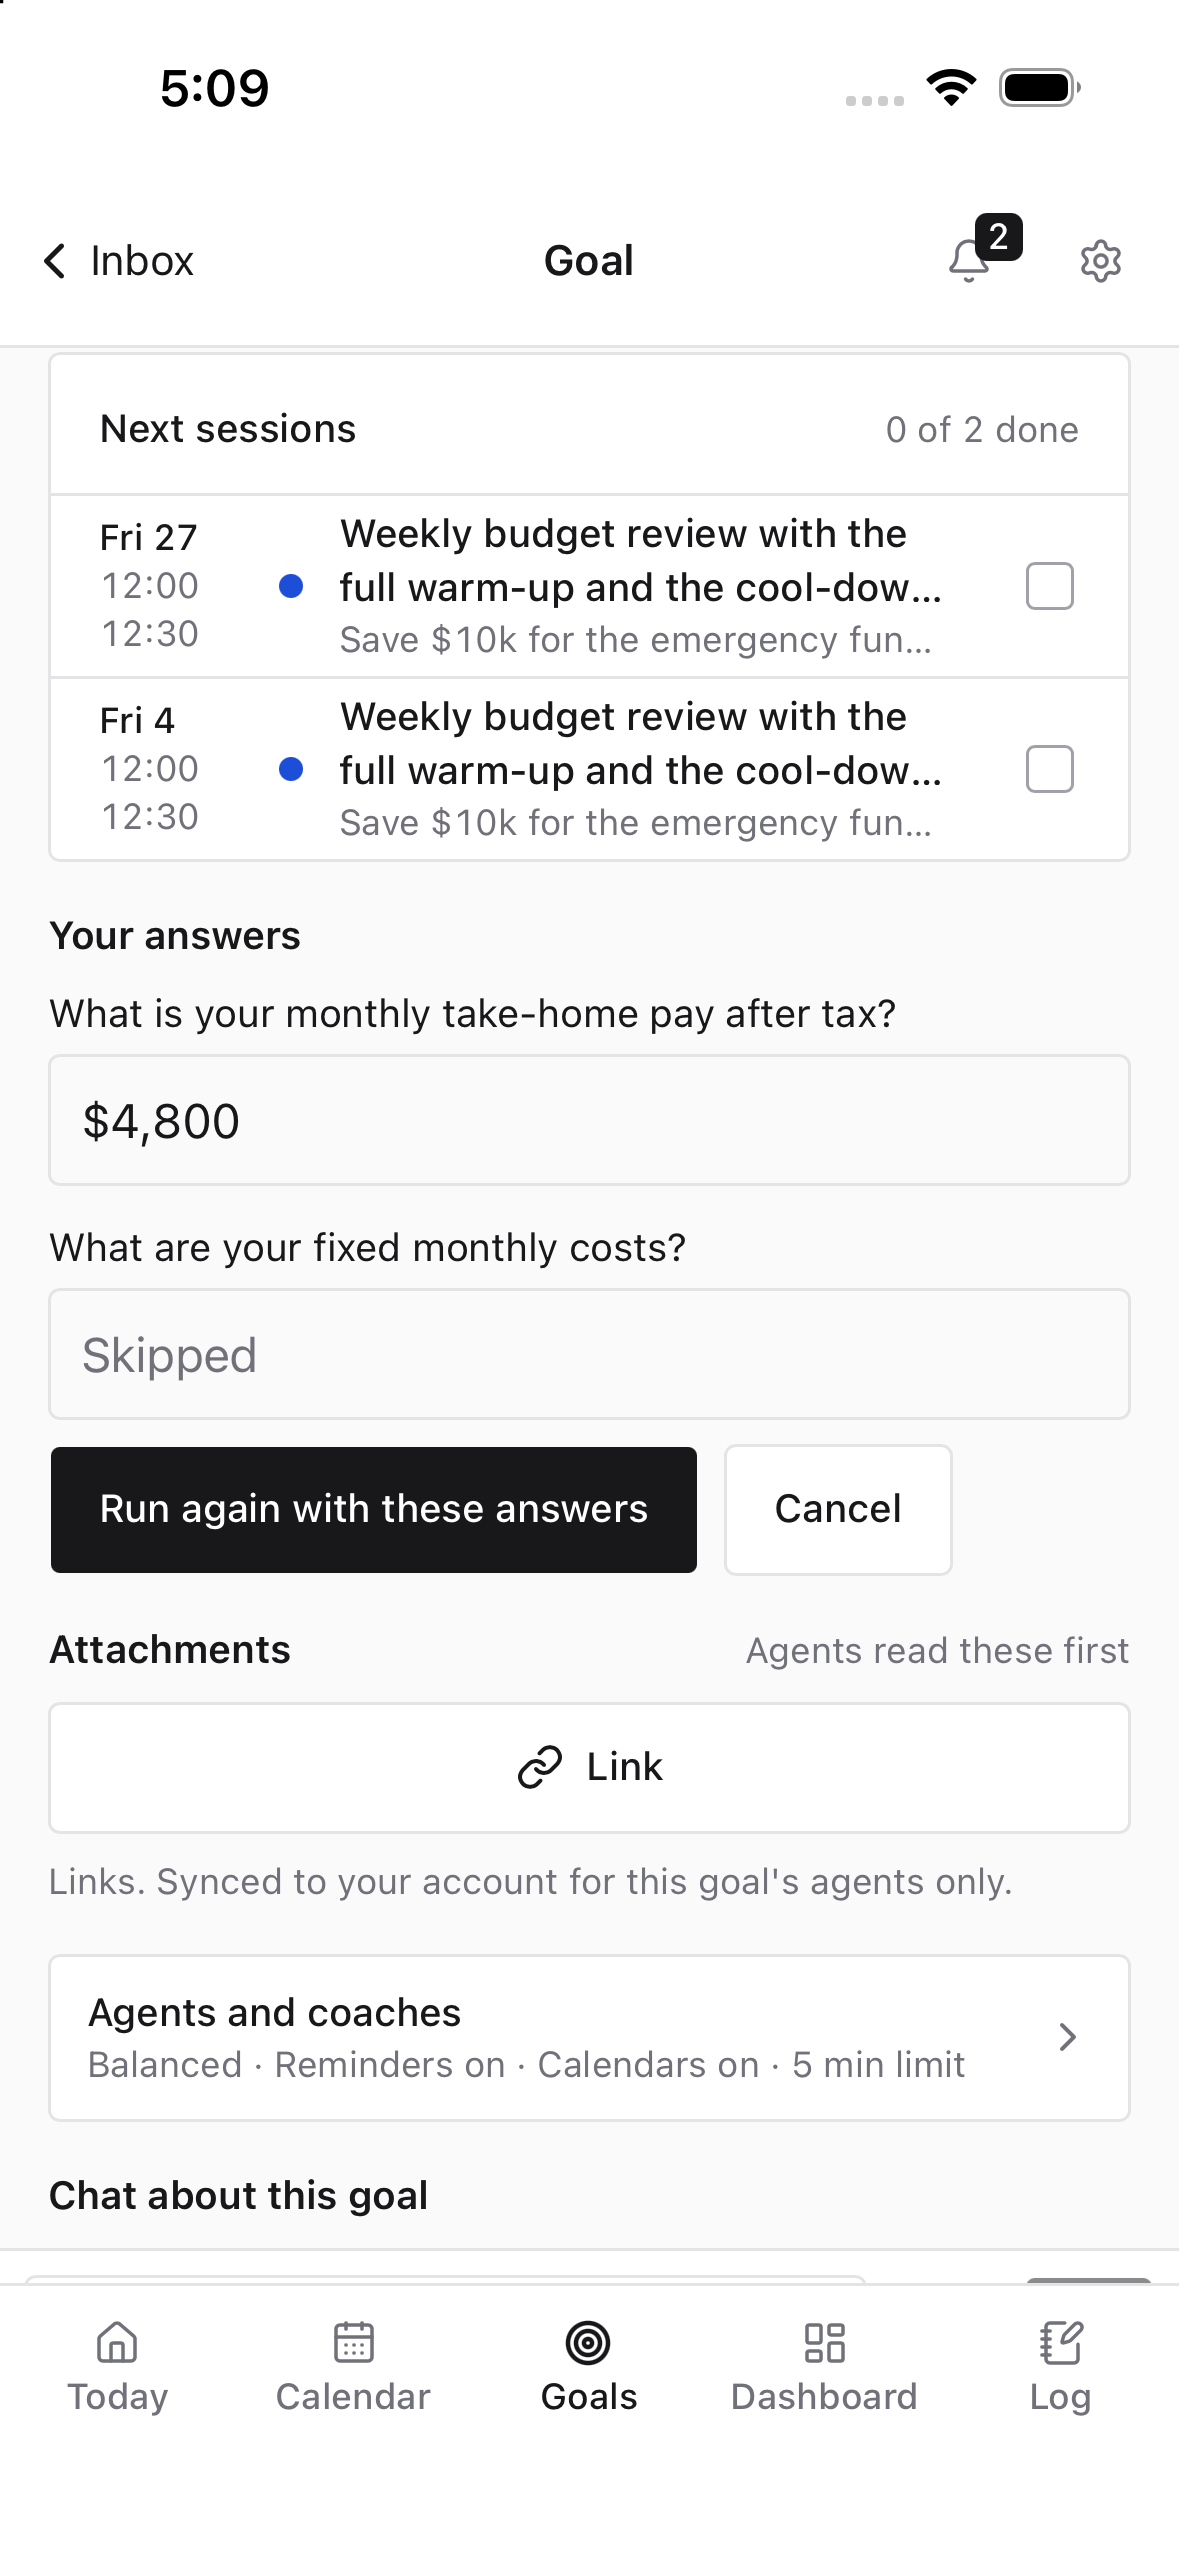 5:09
Inbox
Goal
2
Next sessions
0 of 2 done
Fri 27
12:00
12:30
Weekly budget review with the
full warm-up and the cool-dow...
Save $10k for the emergency fun...
Fri 4
12:00
12:30
Weekly budget review with the
full warm-up and the cool-dow...
Save $10k for the emergency fun...
Your answers
What is your monthly take-home pay after tax?
$4,800
What are your fixed monthly costs?
Skipped
Run again with these answers
Cancel
Attachments
Agents read these first
Link
Links. Synced to your account for this goal's agents only.
Agents and coaches
Balanced · Reminders on · Calendars on · 5 min limit
Chat about this goal
Today
Calendar
Goals
Dashboard
Log